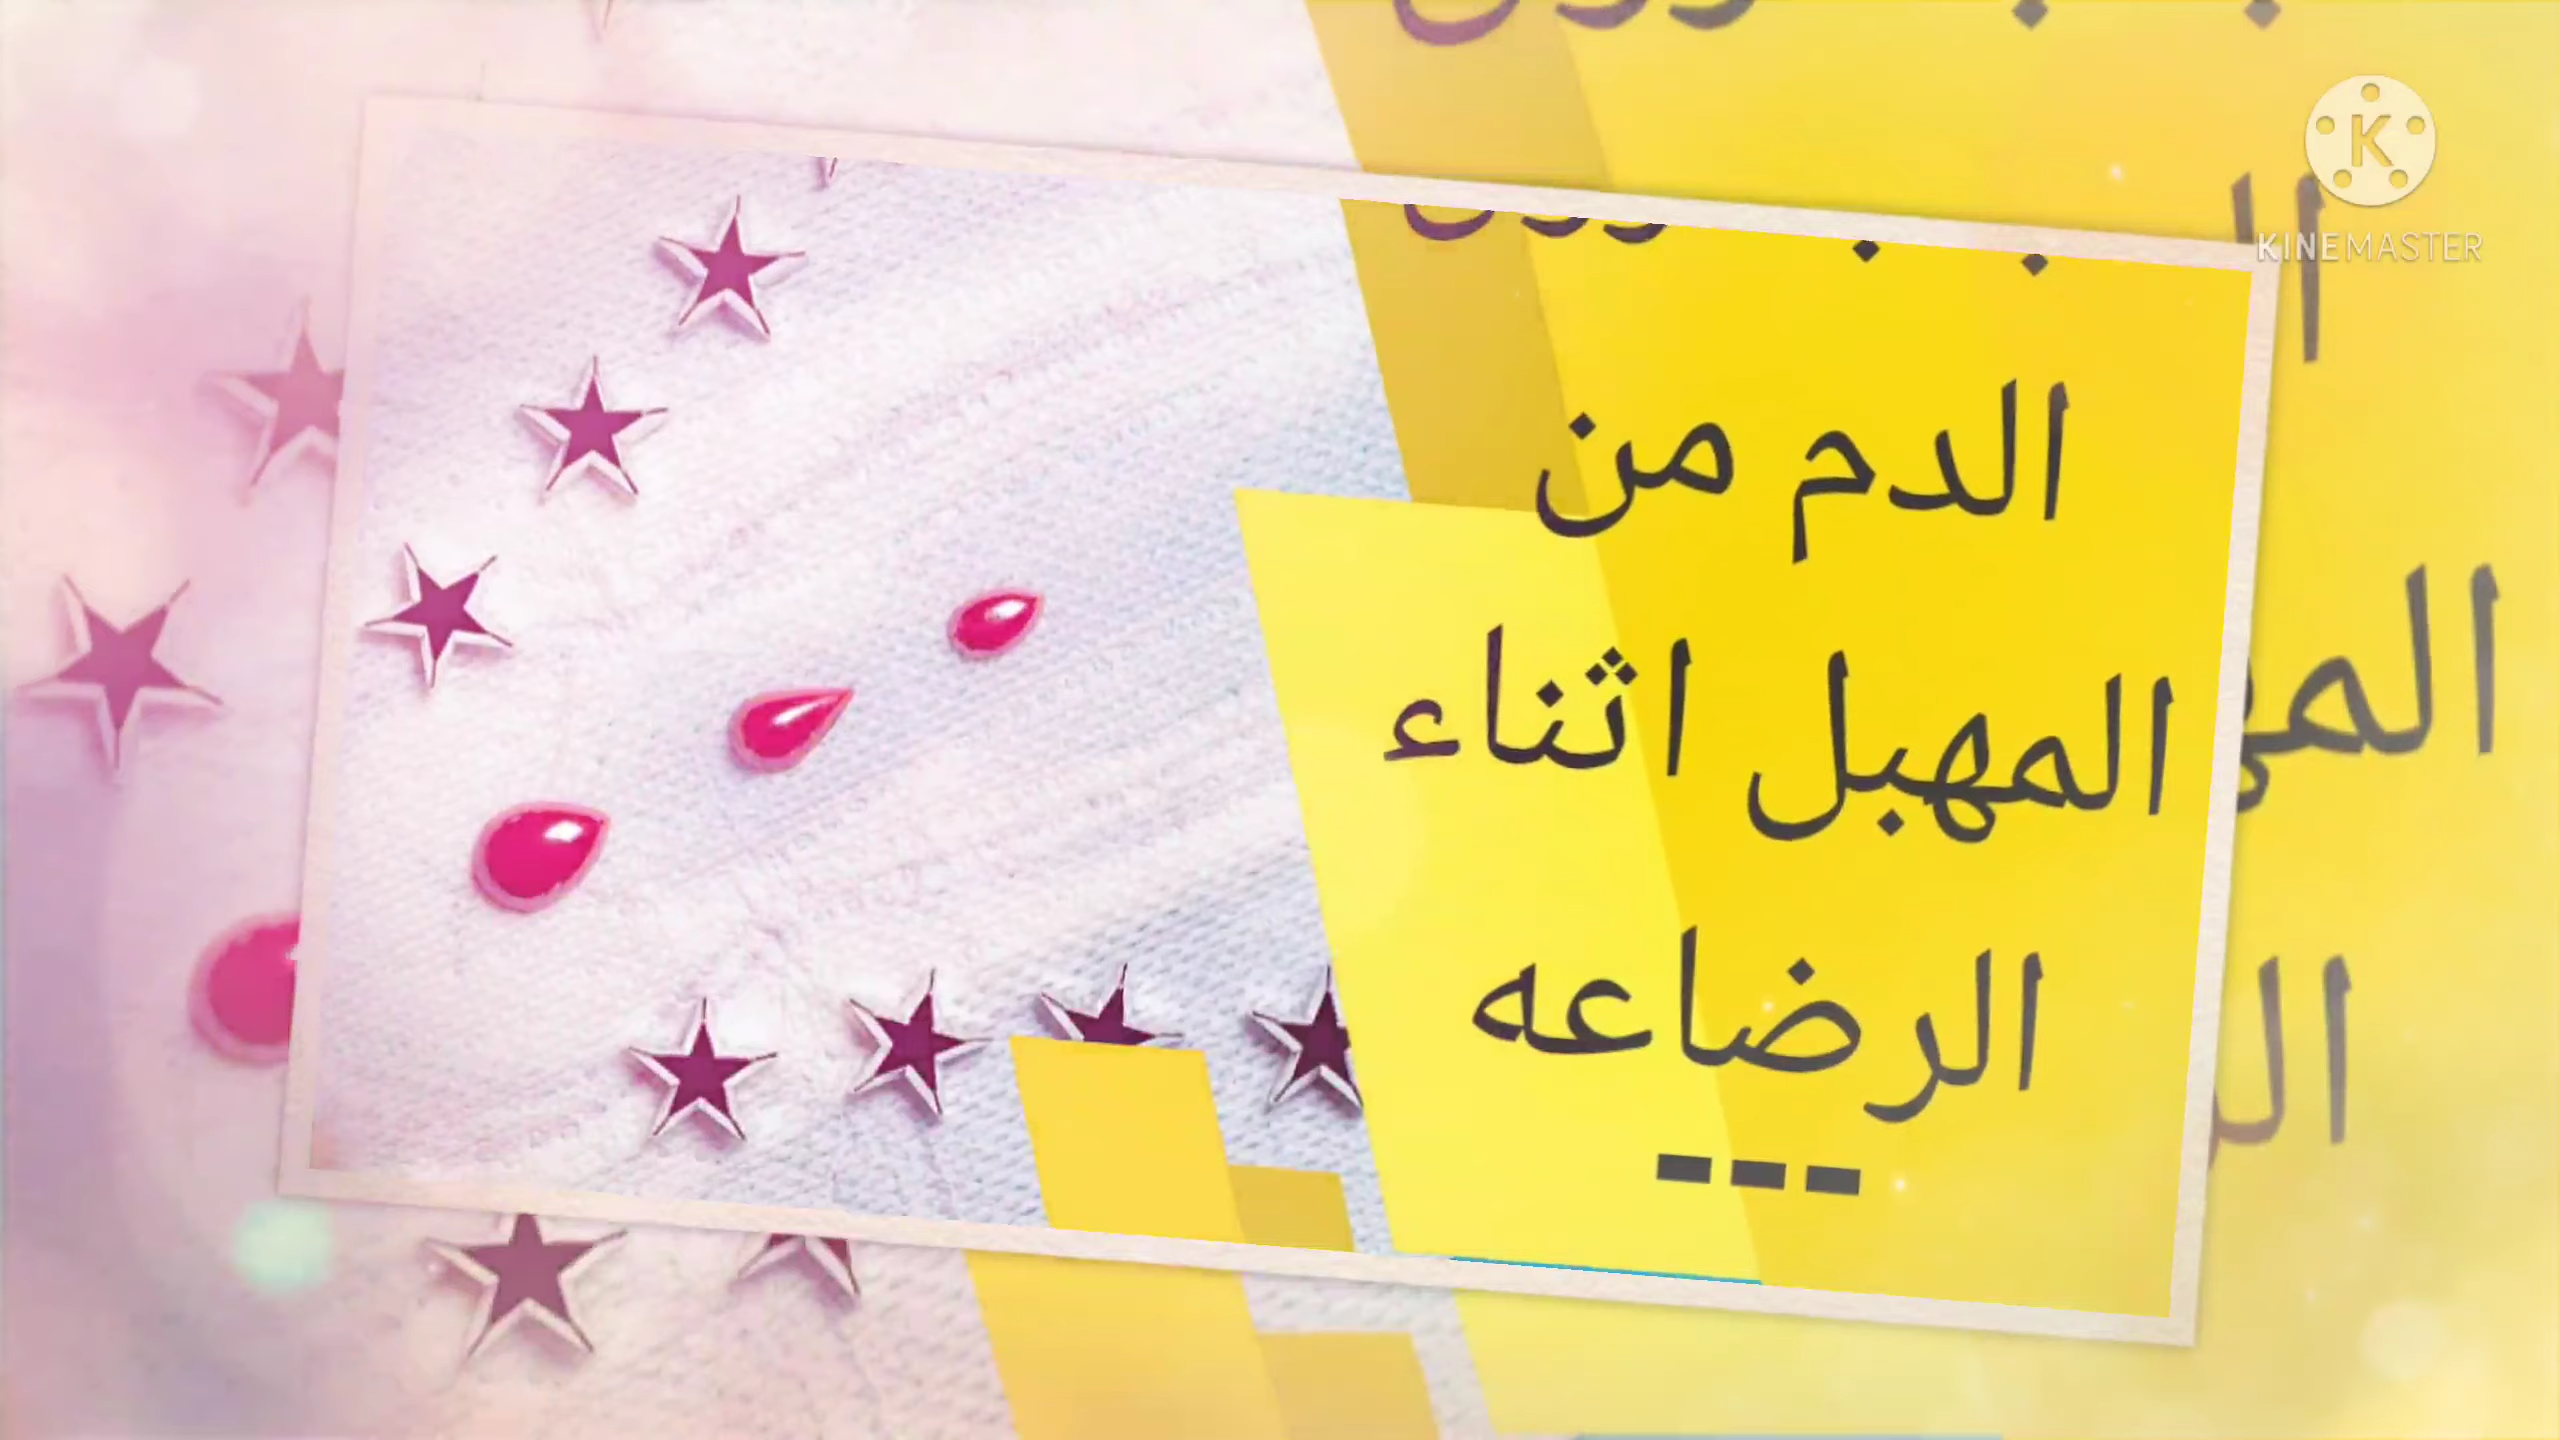 KINEMASTER
الدم من
المهبل اثناء
الرضاعه
---